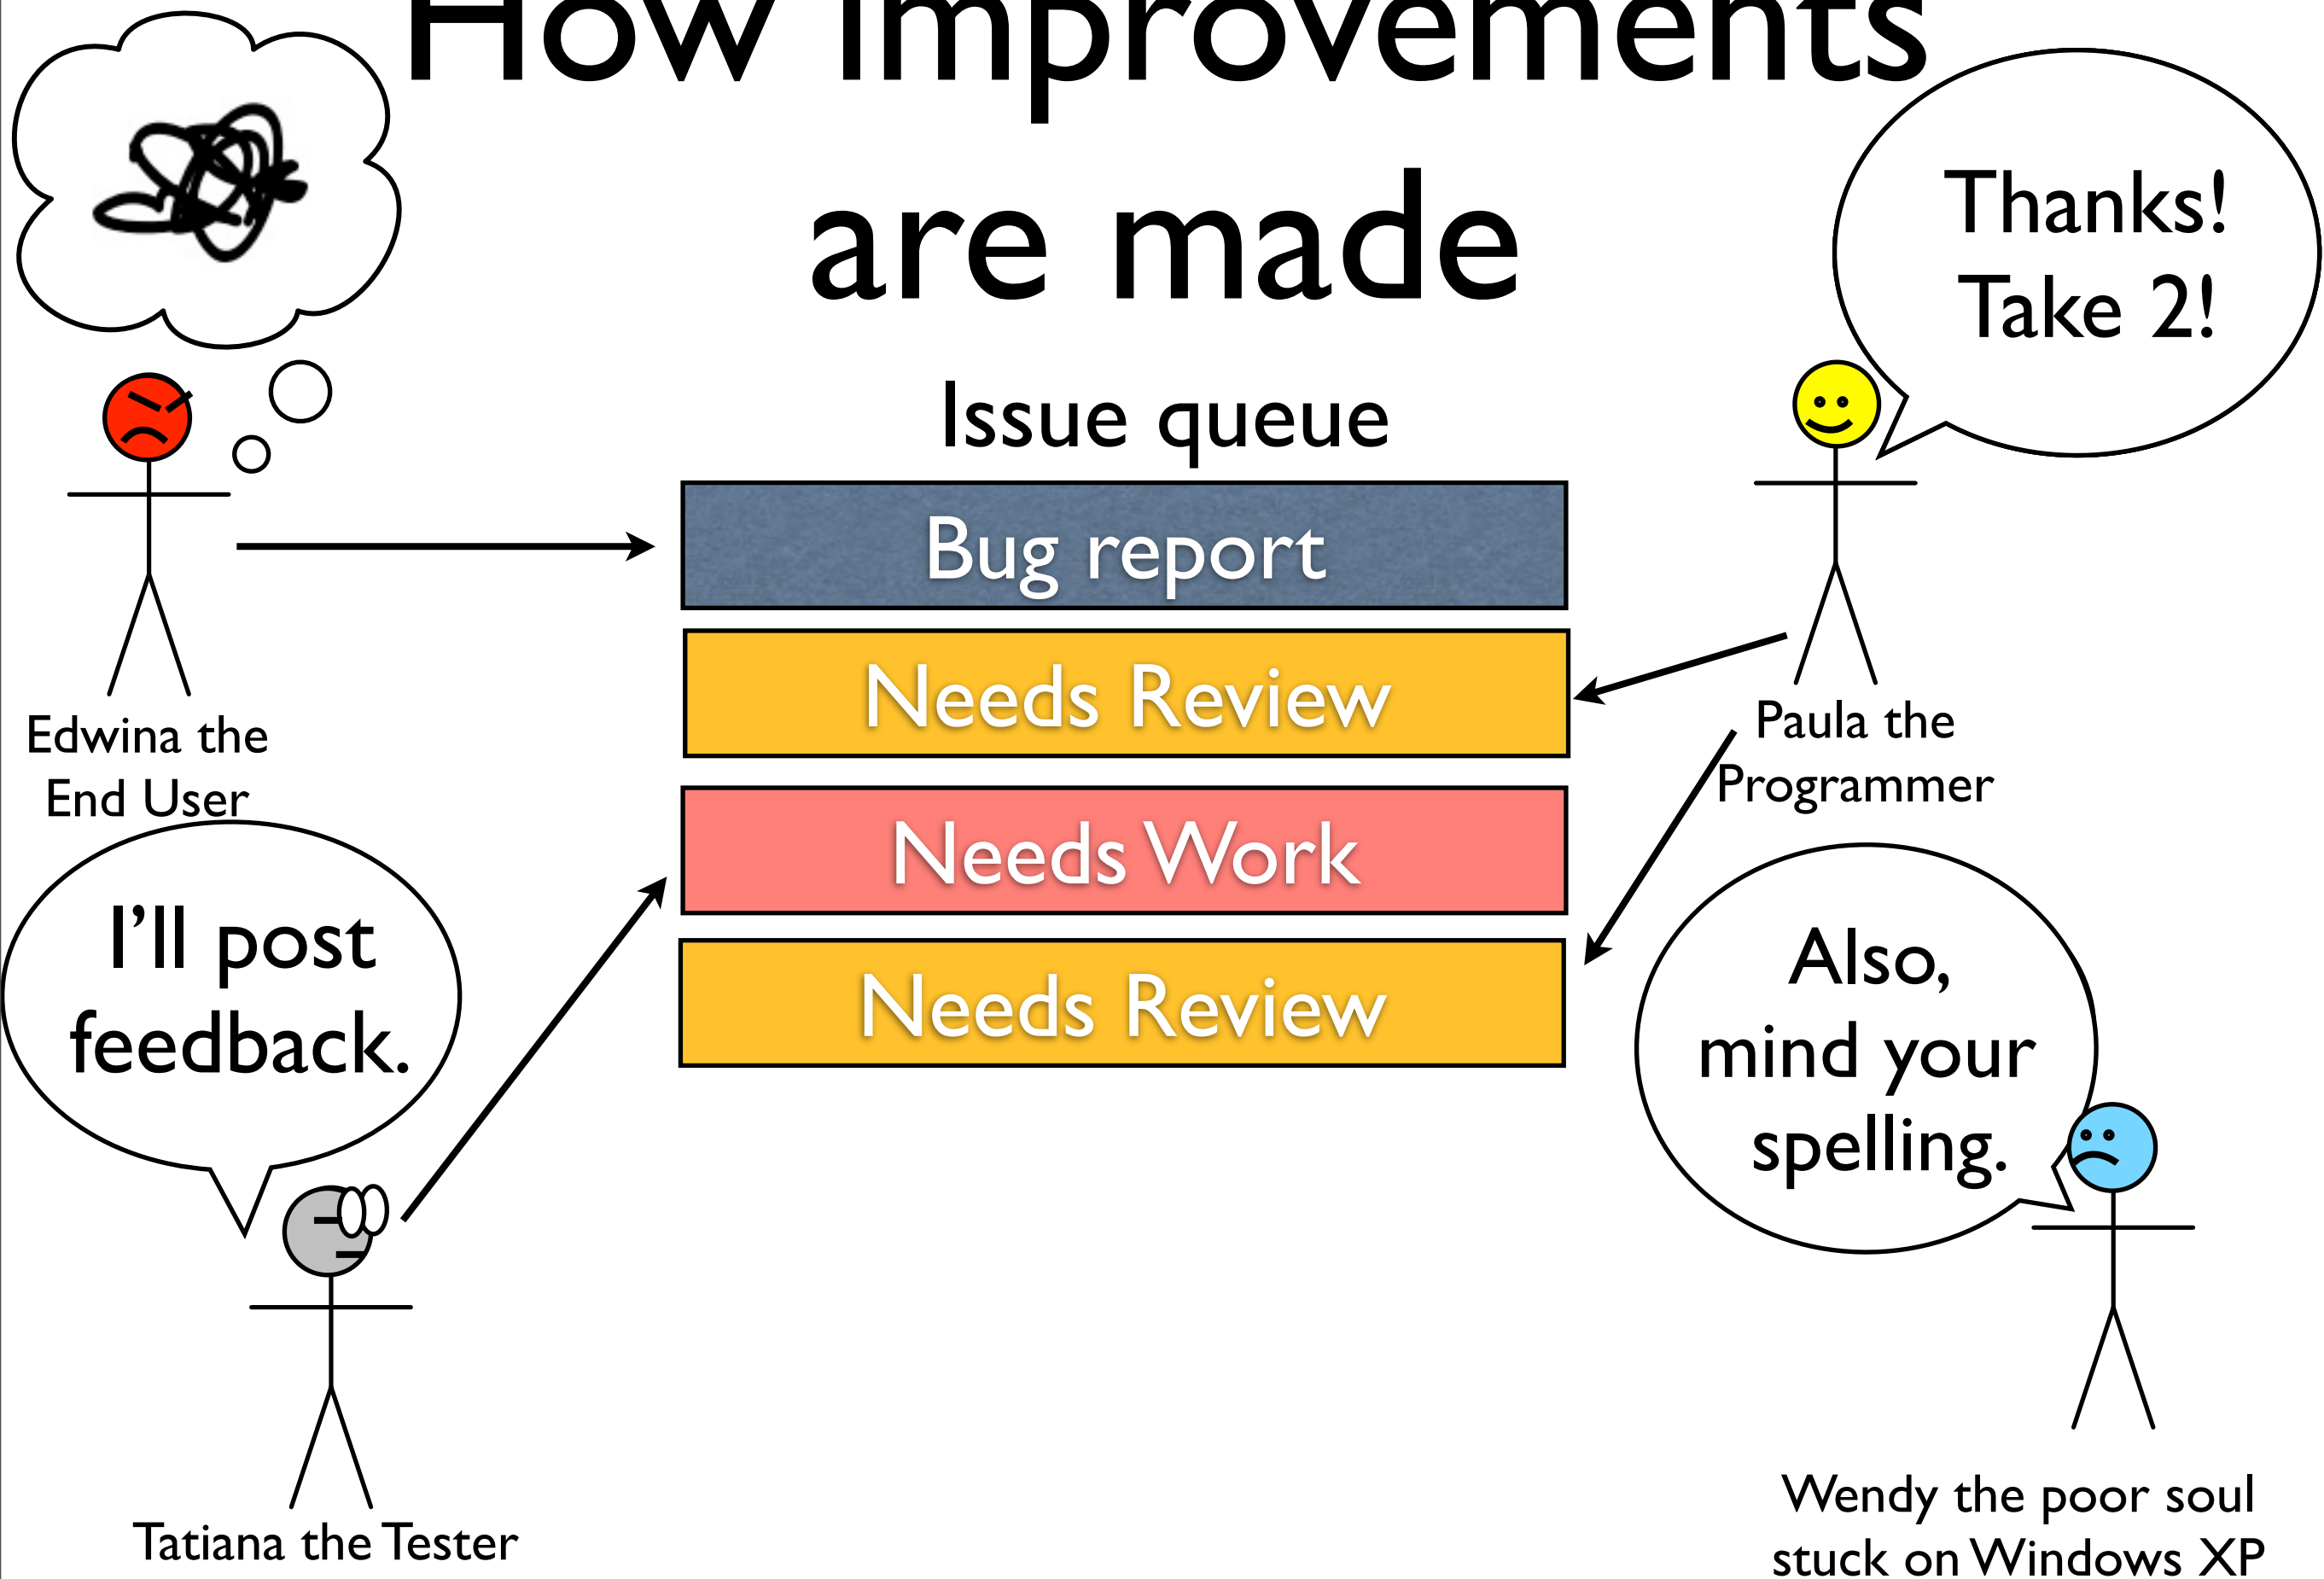 How improvements
are made
Thanks!
Take 2!
Issue queue
Bug report
Needs Review
Needs Work
Needs Review
Edwina the
End User
Paula the
Programmer
I'll post
feedback.
Also,
mind your
spelling.
Tatiana the Tester
Wendy the poor soul
stuck on Windows XP